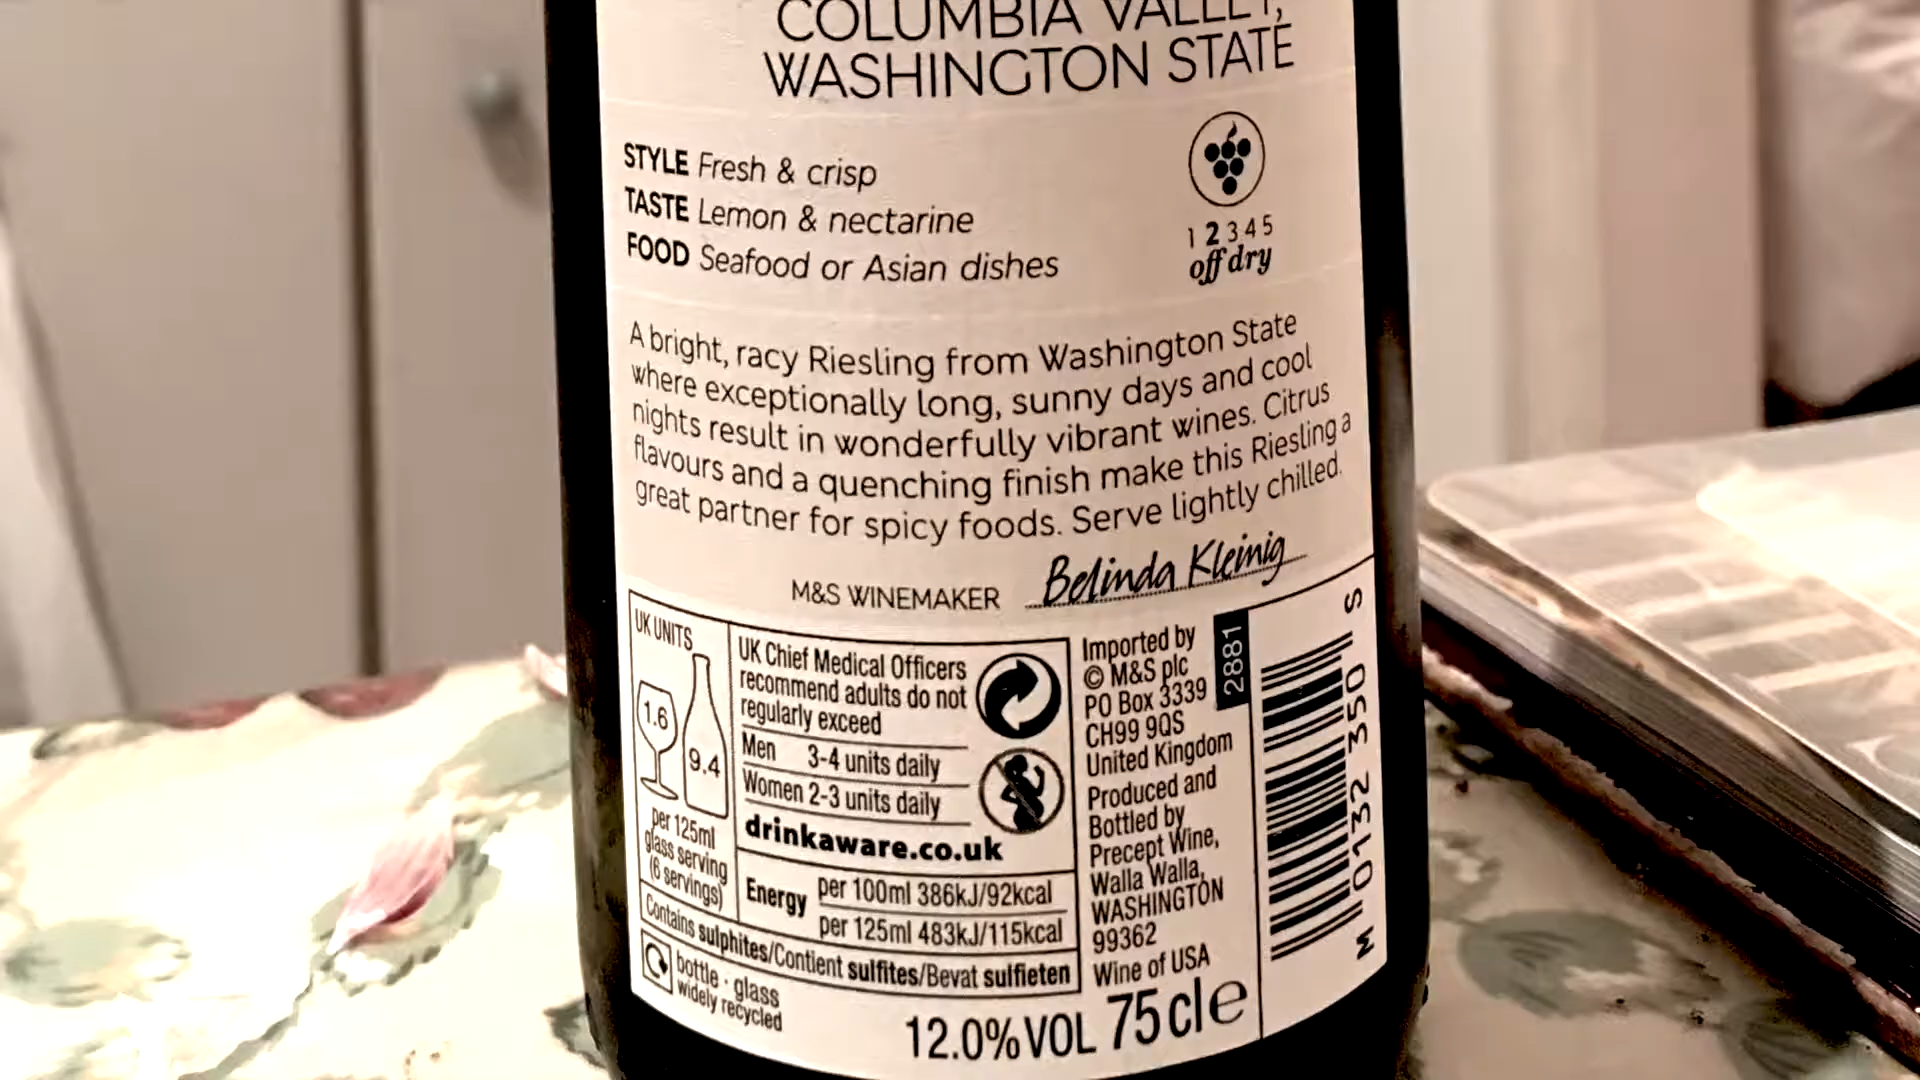 COLUMBIA VALLEY,
WASHINGTON STATE
STYLE Fresh & crisp
TASTE Lemon & nectarine
FOOD Seafood or Asian dishes
1 2 3 4 5
off dry
A bright, racy Riesling from Washington State
where exceptionally long, sunny days and cool
nights result in wonderfully vibrant wines. Citrus
flavours and a quenching finish make this Riesling a
great partner for spicy foods. Serve lightly chilled.
M&S WINEMAKER Belinda Kleinig
UK UNITS
1.6
9.4
per 125ml
glass serving
(6 servings)
UK Chief Medical Officers
recommend adults do not
regularly exceed
Men 3-4 units daily
Women 2-3 units daily
drinkaware.co.uk
Energy per 100ml 386kJ/92kcal
per 125ml 483kJ/115kcal
Contains sulphites/Contient sulfites/Bevat sulfieten
bottle · glass
widely recycled
Imported by
© M&S plc
PO Box 3339
CH99 9QS
United Kingdom
Produced and
Bottled by
Precept Wine,
Walla Walla,
WASHINGTON
99362
Wine of USA
2881
M 0132 350 S
12.0%VOL 75cl e